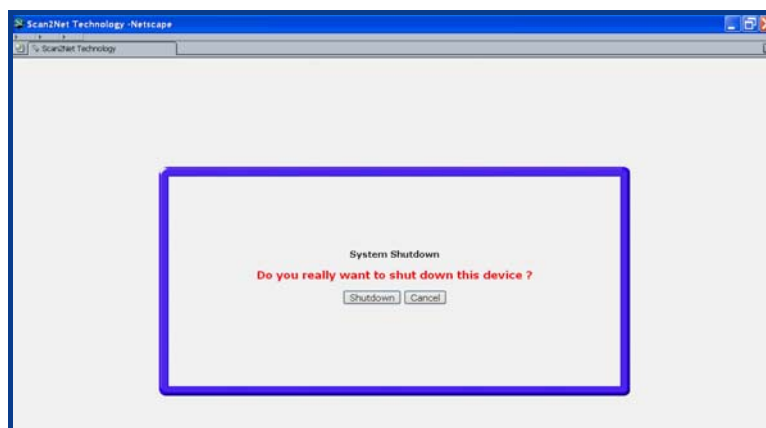 Scan2Net Technology -Netscape
Scan2Net Technology
System Shutdown
Do you really want to shut down this device ?
Shutdown Cancel